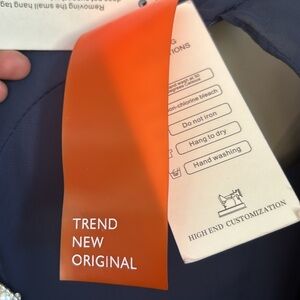 Removing the small hang tag
TREND
NEW
ORIGINAL
non-chlorine bleach
Do not iron
Hang to dry
Hand washing
HIGH END CUSTOMIZATION